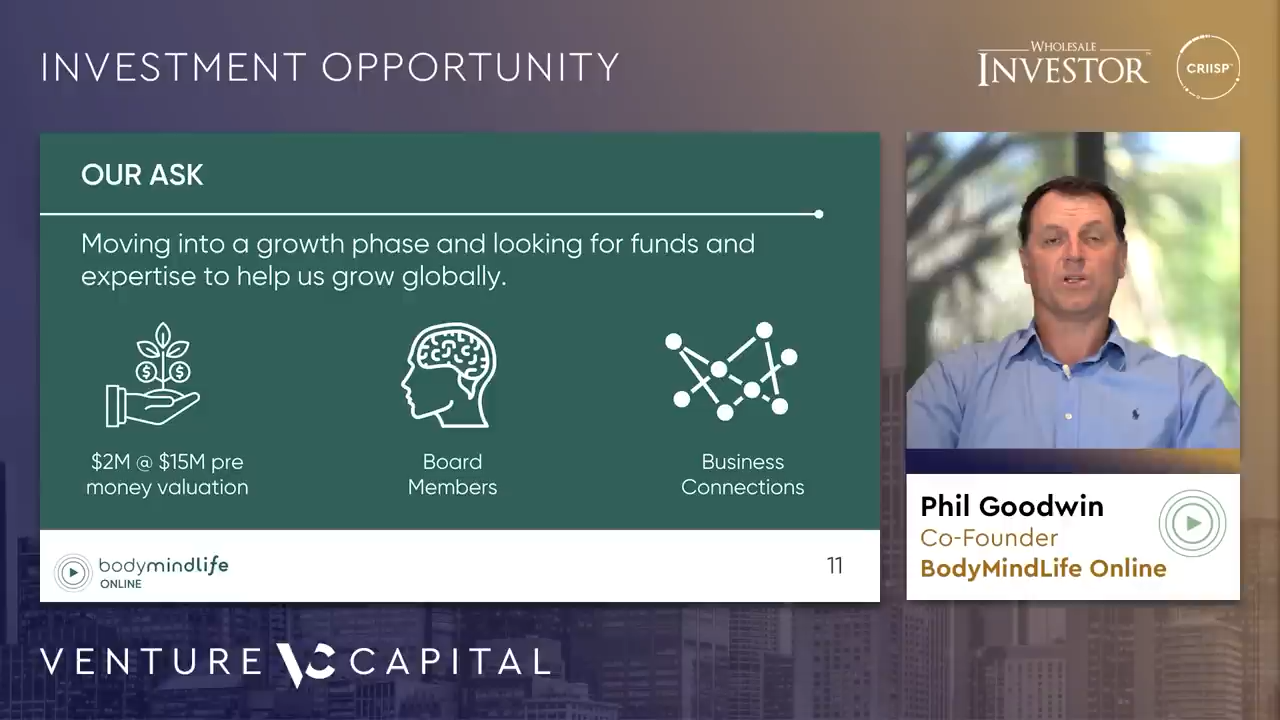 INVESTMENT OPPORTUNITY
WHOLESALE
INVESTOR
CRIISP™
OUR ASK
Moving into a growth phase and looking for funds and
expertise to help us grow globally.
$ $
$2M @ $15M pre
money valuation
Board
Members
Business
Connections
bodymindlife
ONLINE
11
Phil Goodwin
Co-Founder
BodyMindLife Online
VENTURE VC CAPITAL